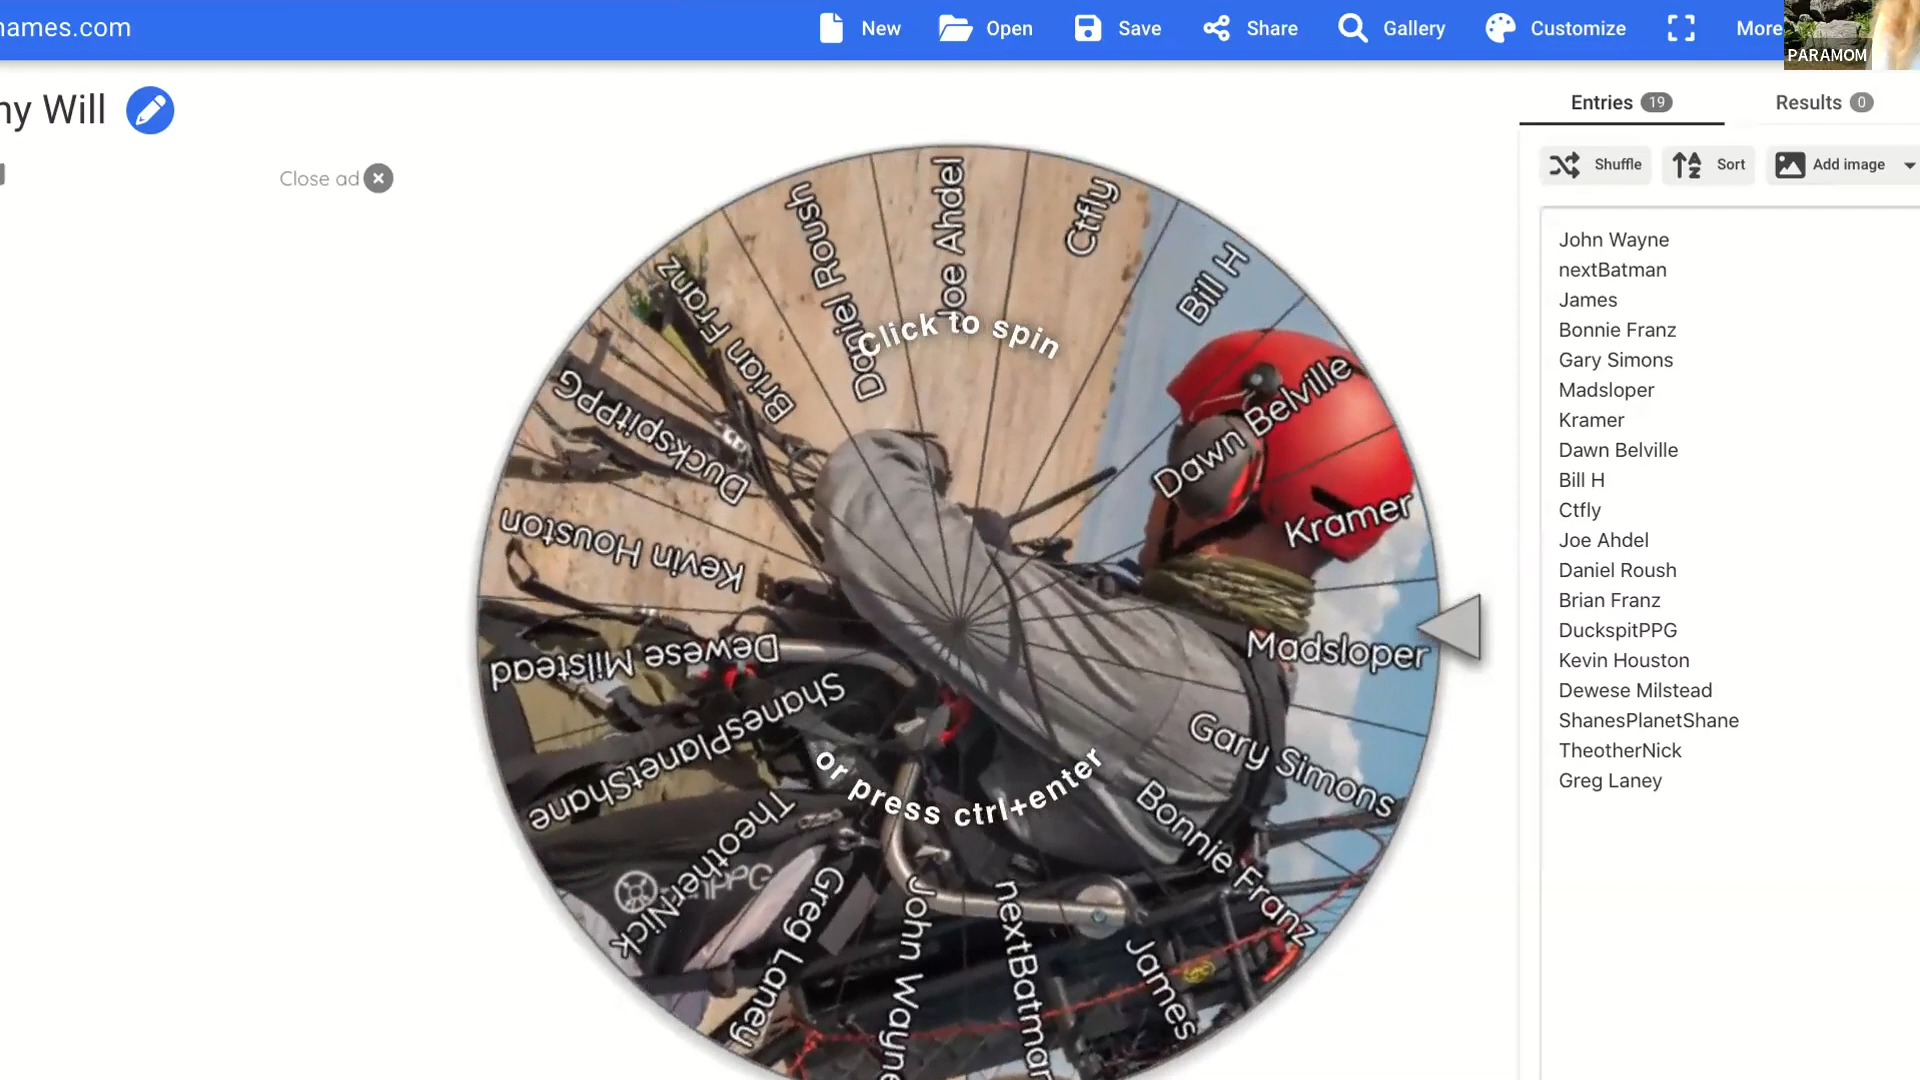 names.com
New
Open
Save
Share
Gallery
Customize
More
PARAMOM
ny Will
Close ad
Entries 19
Results 0
Shuffle
Sort
Add image
Click to spin
or press ctrl+enter
Daniel Roush
Joe Ahdel
Ctfly
Bill H
Dawn Belville
Kramer
Madsloper
Gary Simons
Bonnie Franz
James
nextBatman
John Wayne
Greg Laney
TheotherNick
ShanesPlanetShane
Dewese Milstead
Kevin Houston
DuckspitPPG
Brian Franz
John Wayne
nextBatman
James
Bonnie Franz
Gary Simons
Madsloper
Kramer
Dawn Belville
Bill H
Ctfly
Joe Ahdel
Daniel Roush
Brian Franz
DuckspitPPG
Kevin Houston
Dewese Milstead
ShanesPlanetShane
TheotherNick
Greg Laney